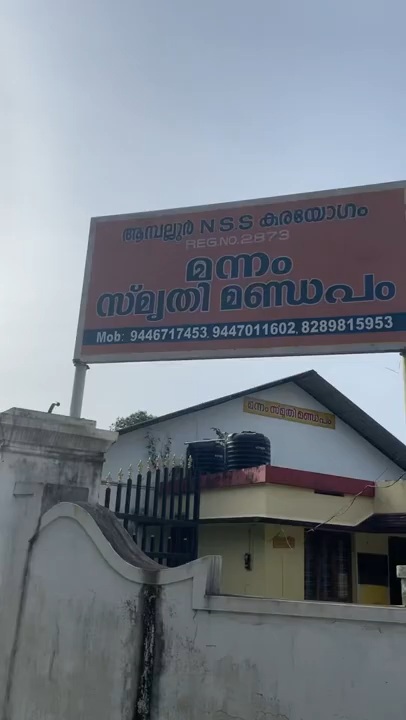 ആമ്പല്ലൂർ N.S.S കരയോഗം
REG.NO.2873
മന്നം
സ്മൃതി മണ്ഡപം
Mob: 9446717453, 9447011602, 8289815953
മന്നം സ്മൃതി മണ്ഡപം